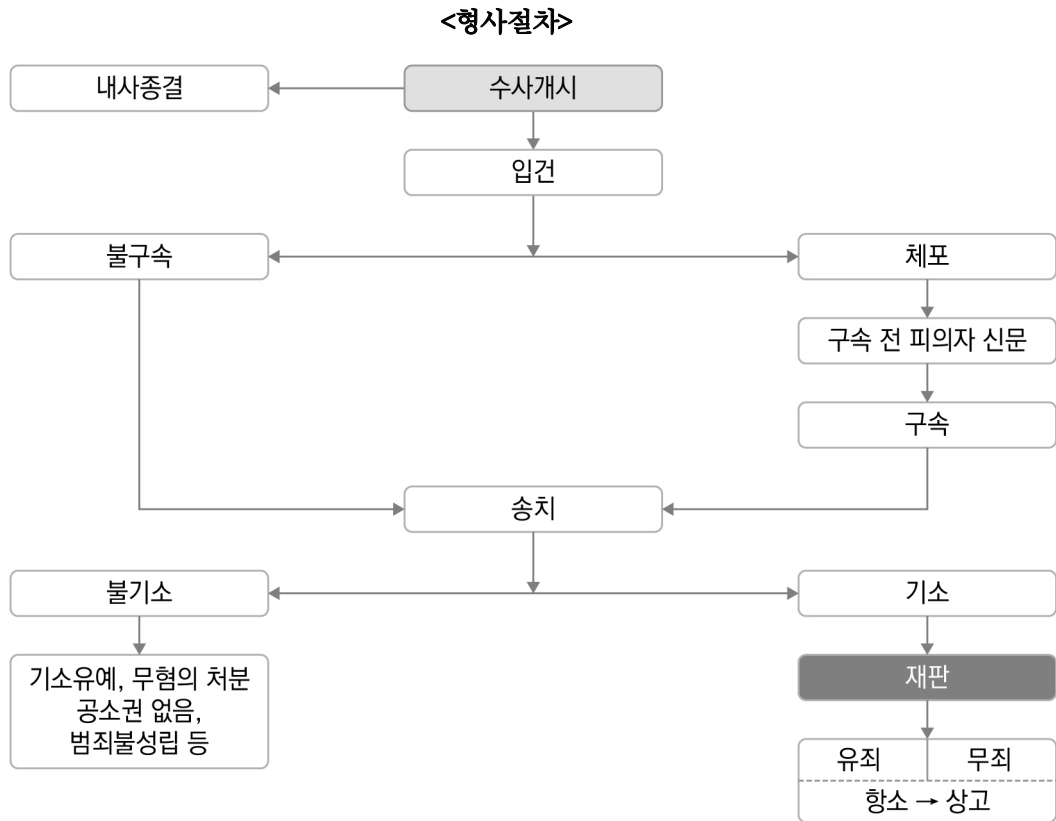 <형사절차>
내사종결
수사개시
입건
불구속
체포
구속 전 피의자 신문
구속
송치
불기소
기소
기소유예, 무혐의 처분
공소권 없음,
범죄불성립 등
재판
유죄
무죄
항소 → 상고